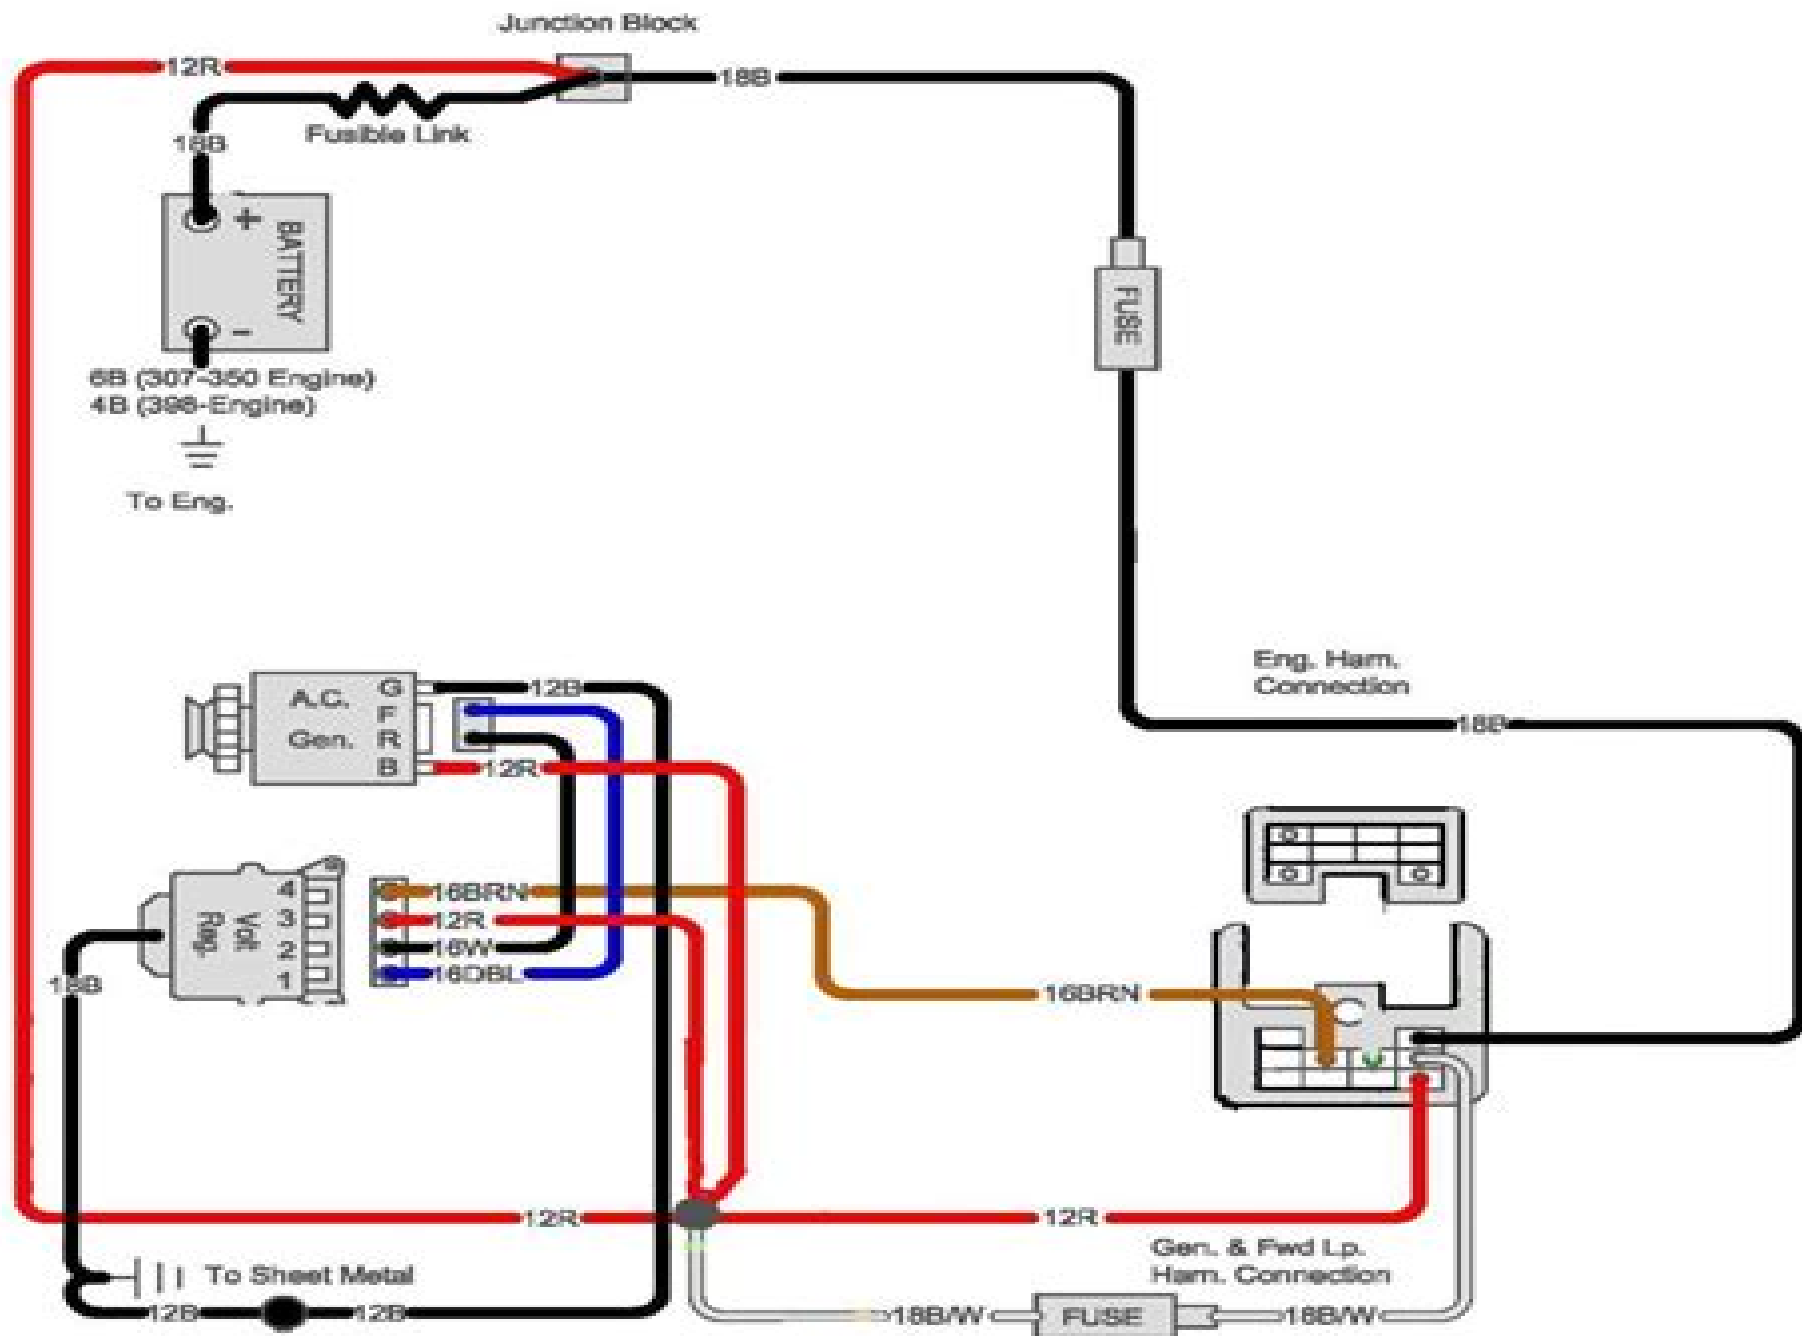 Junction Block
12R
18B
Fusible Link
18B
+
BATTERY
-
FUSE
6B (307-350 Engine)
4B (396-Engine)
To Eng.
Eng. Harn.
Connection
18B
A.C.
Gen.
G
F
R
B
12B
12R
Volt
Reg.
4
3
2
1
16BRN
12R
16W
16DBL
18B
16BRN
12R
12R
Gen. & Fwd Lp.
Harn. Connection
To Sheet Metal
12B
12B
18B/W
FUSE
18B/W